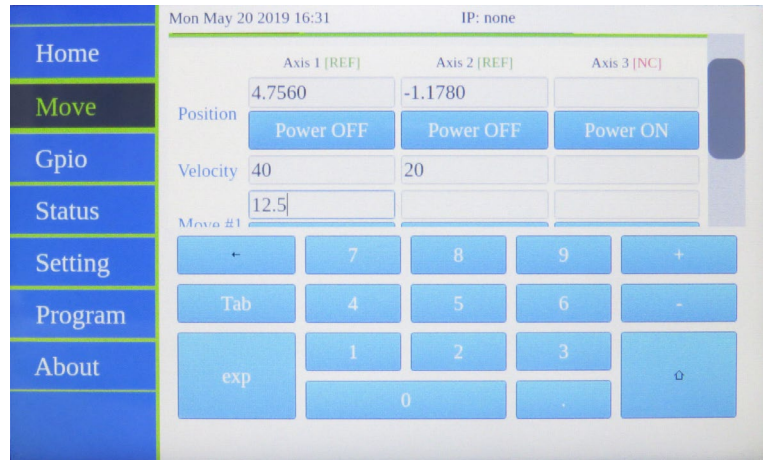 Mon May 20 2019 16:31 IP: none
Home
Move
Gpio
Status
Setting
Program
About
Axis 1 [REF] Axis 2 [REF] Axis 3 [NC]
Position 4.7560 -1.1780
Power OFF Power OFF Power ON
Velocity 40 20
Move #1 12.5
← 7 8 9 +
Tab 4 5 6 -
exp 1 2 3 ⇧
0 .